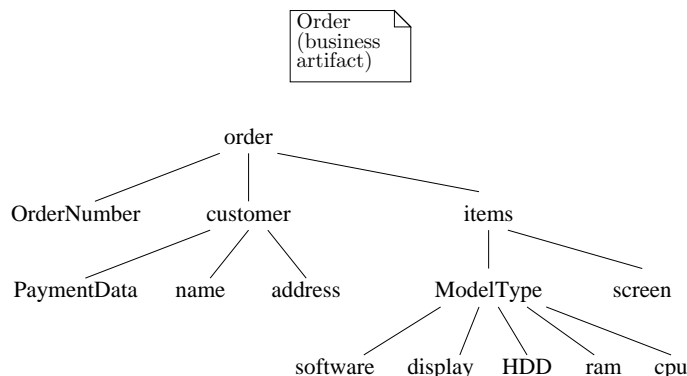 Order
(business
artifact)
order
OrderNumber customer items
PaymentData name address ModelType screen
software display HDD ram cpu